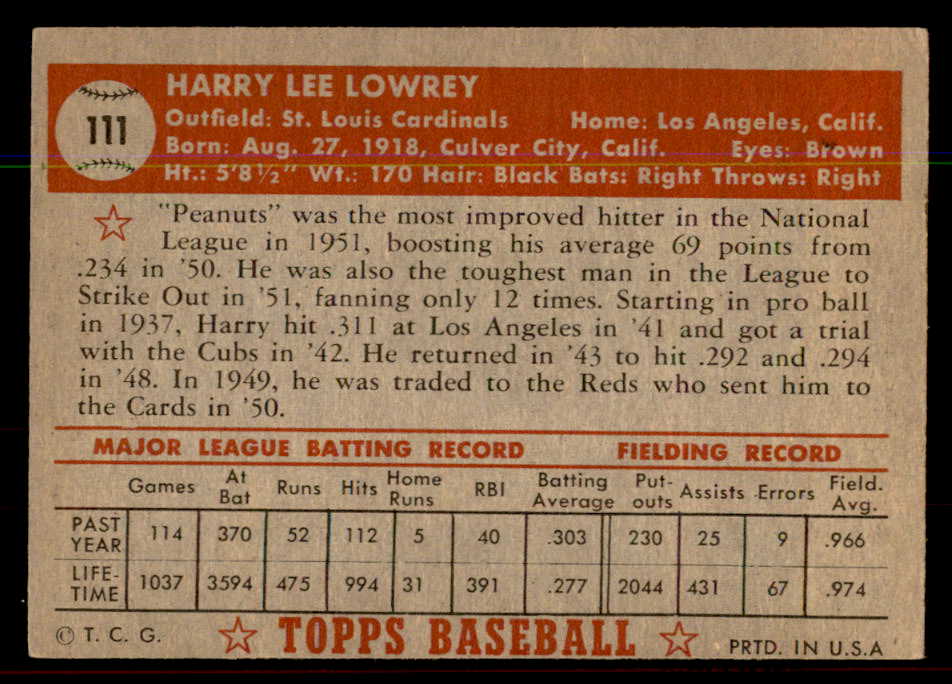 111
HARRY LEE LOWREY
Outfield: St. Louis Cardinals Home: Los Angeles, Calif.
Born: Aug. 27, 1918, Culver City, Calif. Eyes: Brown
Ht.: 5'8½" Wt.: 170 Hair: Black Bats: Right Throws: Right
"Peanuts" was the most improved hitter in the National
League in 1951, boosting his average 69 points from
.234 in '50. He was also the toughest man in the League to
Strike Out in '51, fanning only 12 times. Starting in pro ball
in 1937, Harry hit .311 at Los Angeles in '41 and got a trial
with the Cubs in '42. He returned in '43 to hit .292 and .294
in '48. In 1949, he was traded to the Reds who sent him to
the Cards in '50.
MAJOR LEAGUE BATTING RECORD FIELDING RECORD
Games At Bat Runs Hits Home Runs RBI Batting Average Put-outs Assists Errors Field. Avg.
PAST YEAR 114 370 52 112 5 40 .303 230 25 9 .966
LIFE-TIME 1037 3594 475 994 31 391 .277 2044 431 67 .974
© T. C. G. TOPPS BASEBALL PRTD. IN U.S.A